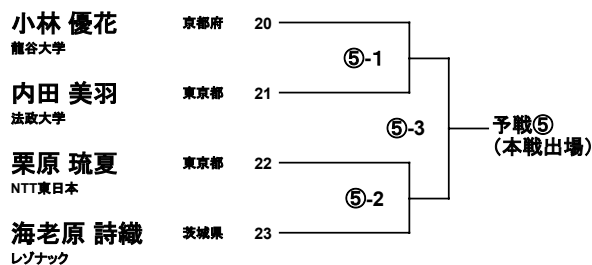 小林 優花 京都府 20
龍谷大学
⑤-1
内田 美羽 東京都 21
法政大学
⑤-3
予戦⑤
（本戦出場）
栗原 琉夏 東京都 22
NTT東日本
⑤-2
海老原 詩織 茨城県 23
レゾナック